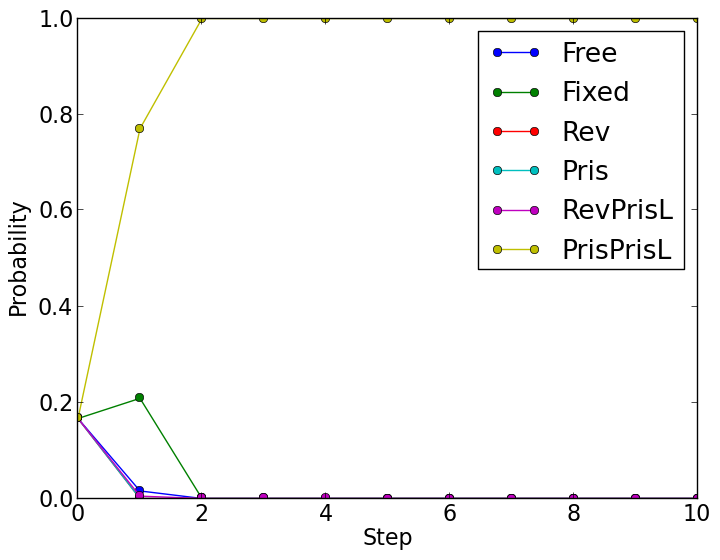 1.0
0.8
0.6
0.4
0.2
0.0
Probability
0 2 4 6 8 10
Step
Free
Fixed
Rev
Pris
RevPrisL
PrisPrisL